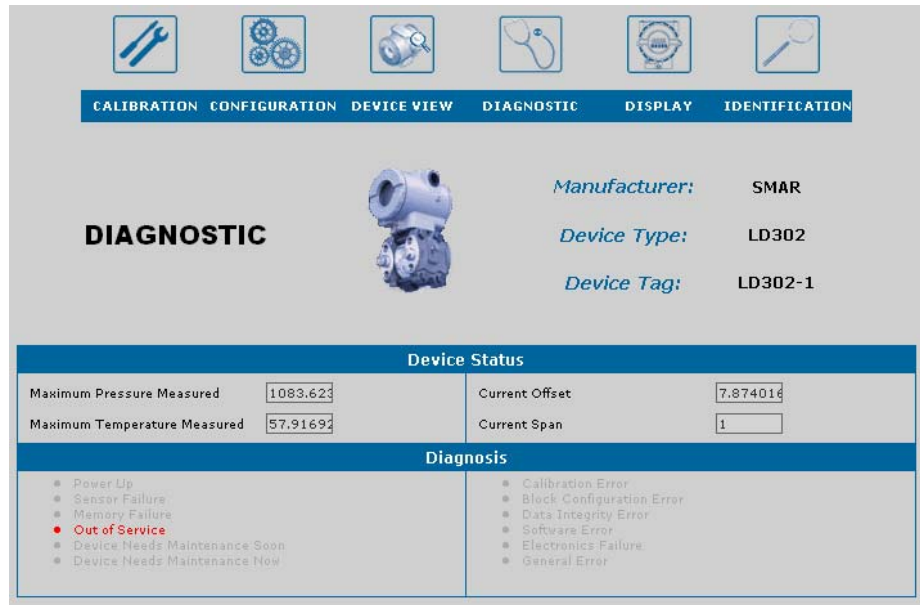 CALIBRATION CONFIGURATION DEVICE VIEW DIAGNOSTIC DISPLAY IDENTIFICATION
DIAGNOSTIC
Manufacturer: SMAR
Device Type: LD302
Device Tag: LD302-1
Device Status
Maximum Pressure Measured 1083.623
Current Offset 7.874016
Maximum Temperature Measured 57.91692
Current Span 1
Diagnosis
Power Up
Sensor Failure
Memory Failure
Out of Service
Device Needs Maintenance Soon
Device Needs Maintenance Now
Calibration Error
Block Configuration Error
Data Integrity Error
Software Error
Electronics Failure
General Error